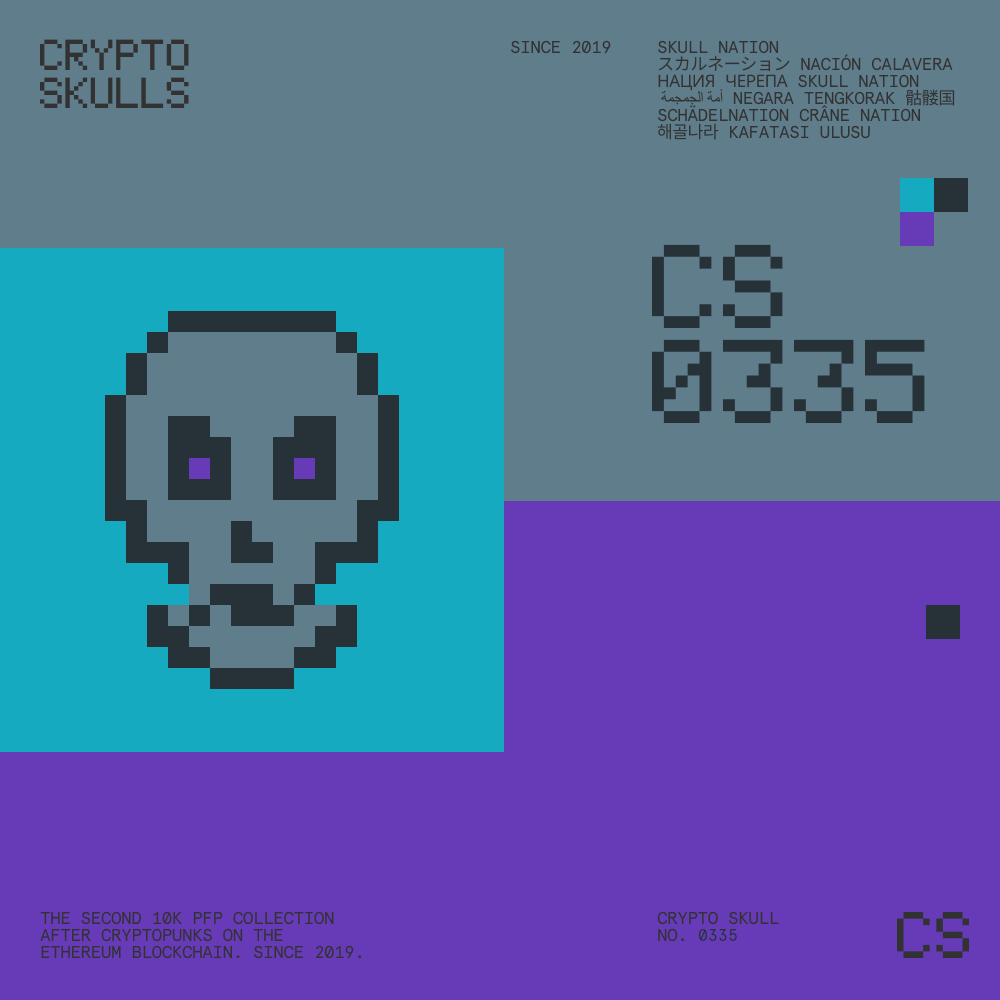 CRYPTO
SKULLS
SINCE 2019
SKULL NATION
スカルネーション NACIÓN CALAVERA
НАЦИЯ ЧЕРЕПА SKULL NATION
أمة الجمجمة NEGARA TENGKORAK 骷髅国
SCHÄDELNATION CRÂNE NATION
해골나라 KAFATASI ULUSU
CS
0335
THE SECOND 10K PFP COLLECTION
AFTER CRYPTOPUNKS ON THE
ETHEREUM BLOCKCHAIN. SINCE 2019.
CRYPTO SKULL
NO. 0335
CS